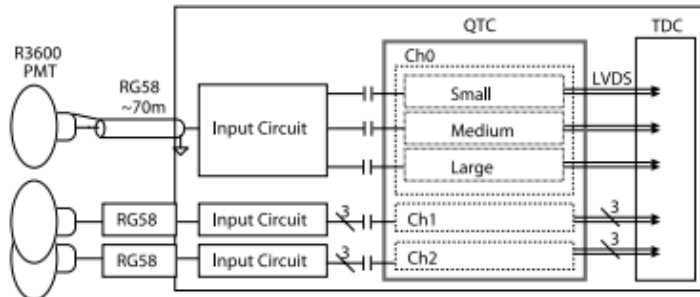 R3600
PMT
RG58
~70m
Input Circuit
QTC
Ch0
Small
Medium
Large
LVDS
TDC
RG58
Input Circuit
3
Ch1
3
RG58
Input Circuit
3
Ch2
3